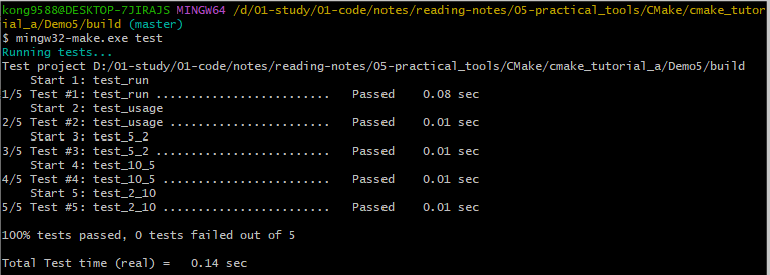 kong9588@DESKTOP-7JIRAJS MINGW64 /d/01-study/01-code/notes/reading-notes/05-practical_tools/CMake/cmake_tutor
ial_a/Demo5/build (master)
$ mingw32-make.exe test
Running tests...
Test project D:/01-study/01-code/notes/reading-notes/05-practical_tools/CMake/cmake_tutorial_a/Demo5/build
    Start 1: test_run
1/5 Test #1: test_run .........................   Passed    0.08 sec
    Start 2: test_usage
2/5 Test #2: test_usage .......................   Passed    0.01 sec
    Start 3: test_5_2
3/5 Test #3: test_5_2 .........................   Passed    0.01 sec
    Start 4: test_10_5
4/5 Test #4: test_10_5 ........................   Passed    0.01 sec
    Start 5: test_2_10
5/5 Test #5: test_2_10 ........................   Passed    0.01 sec
100% tests passed, 0 tests failed out of 5
Total Test time (real) =   0.14 sec